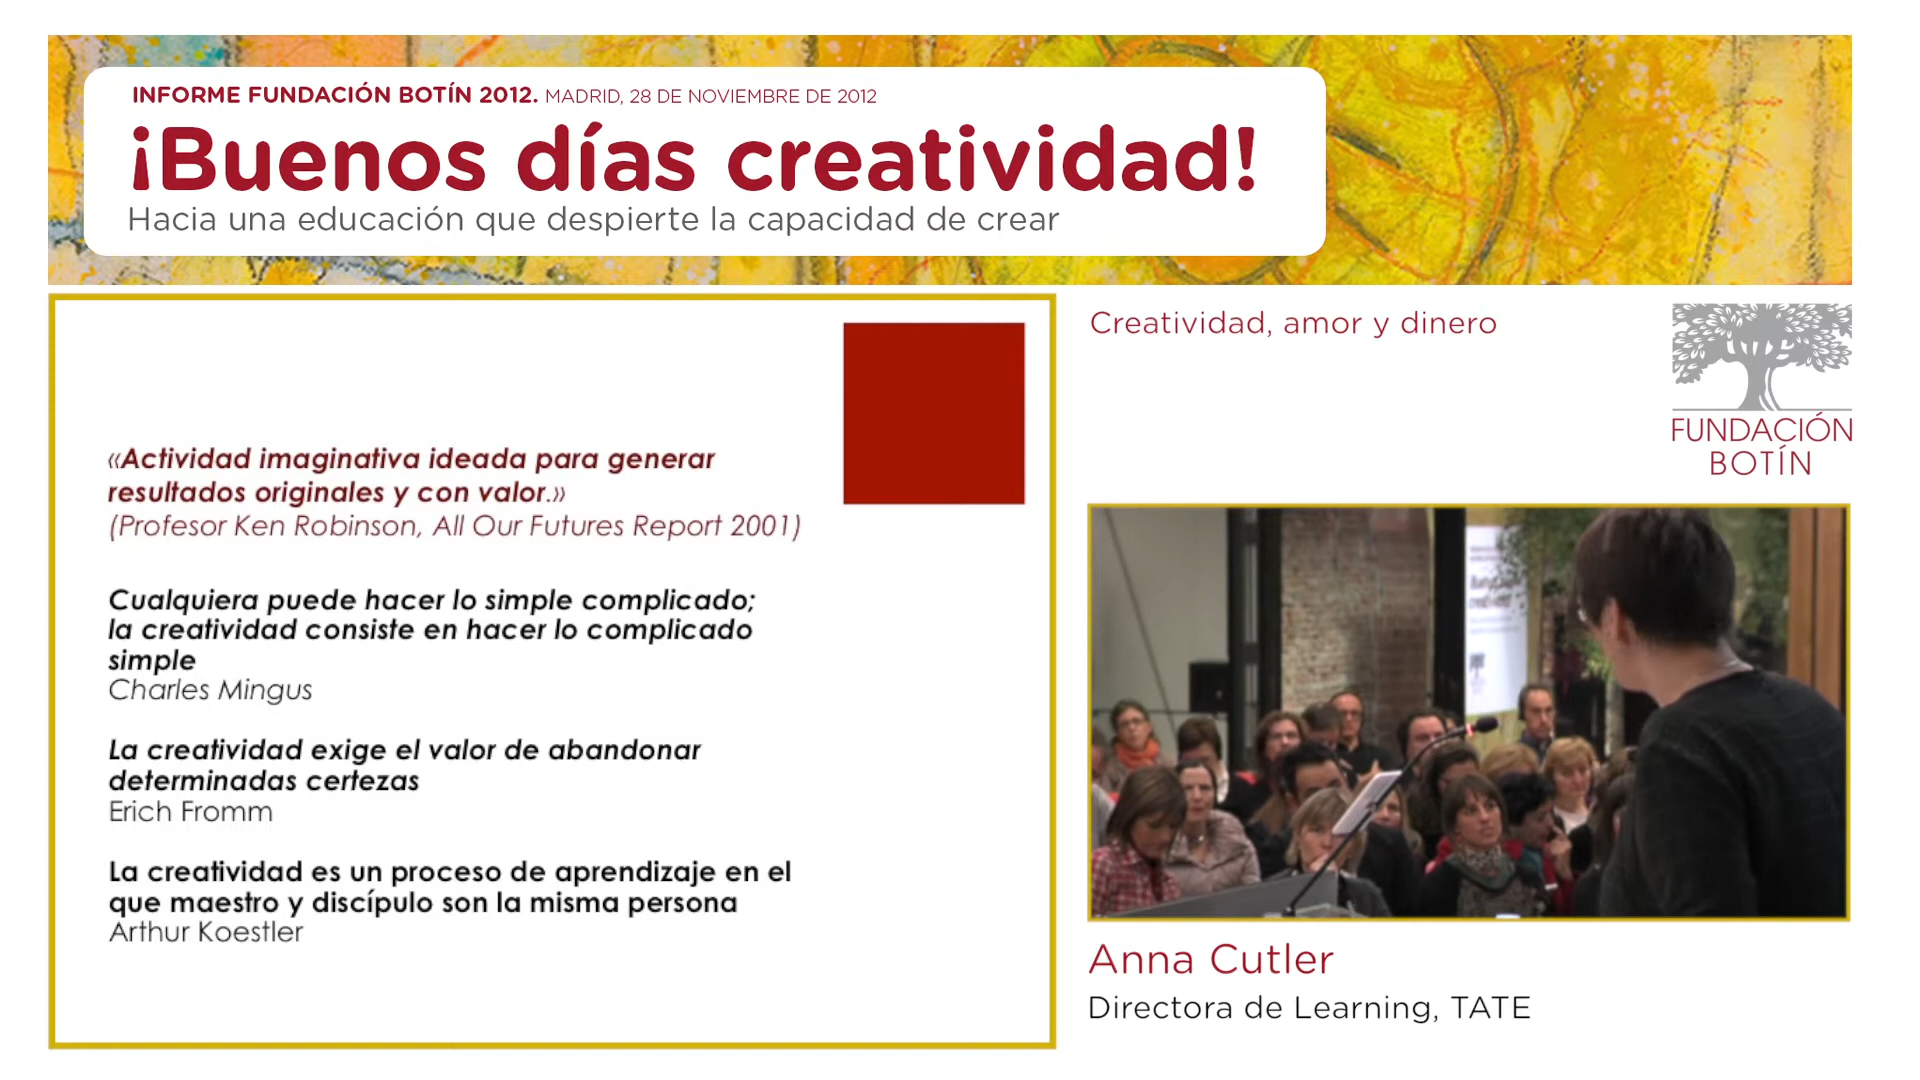 INFORME FUNDACIÓN BOTÍN 2012. MADRID, 28 DE NOVIEMBRE DE 2012
¡Buenos días creatividad!
Hacia una educación que despierte la capacidad de crear
«Actividad imaginativa ideada para generar
resultados originales y con valor.»
(Profesor Ken Robinson, All Our Futures Report 2001)
Cualquiera puede hacer lo simple complicado;
la creatividad consiste en hacer lo complicado
simple
Charles Mingus
La creatividad exige el valor de abandonar
determinadas certezas
Erich Fromm
La creatividad es un proceso de aprendizaje en el
que maestro y discípulo son la misma persona
Arthur Koestler
Creatividad, amor y dinero
FUNDACIÓN
BOTÍN
Anna Cutler
Directora de Learning, TATE